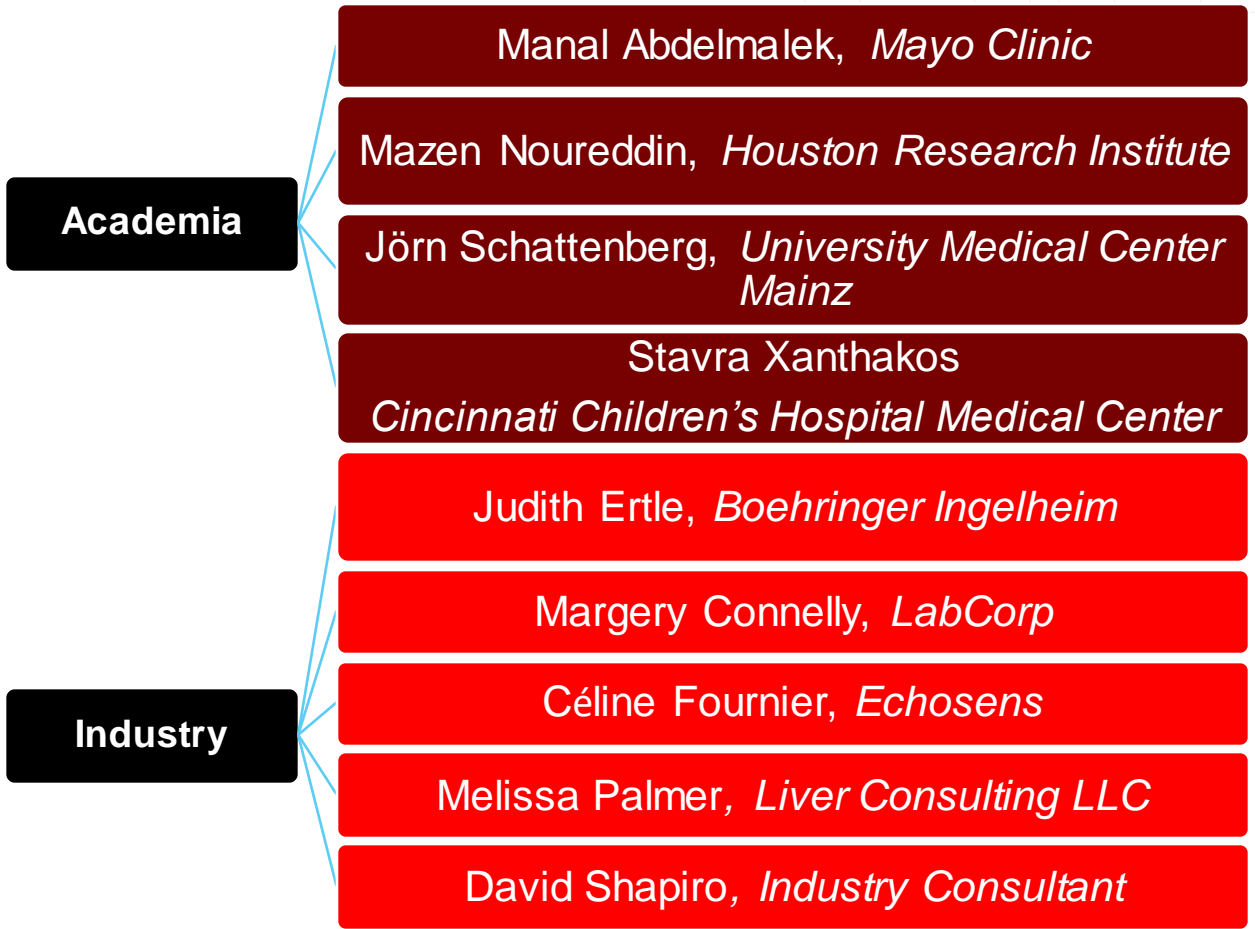 Academia
Manal Abdelmalek, Mayo Clinic
Mazen Noureddin, Houston Research Institute
Jörn Schattenberg, University Medical Center
Mainz
Stavra Xanthakos
Cincinnati Children’s Hospital Medical Center
Industry
Judith Ertle, Boehringer Ingelheim
Margery Connelly, LabCorp
Céline Fournier, Echosens
Melissa Palmer, Liver Consulting LLC
David Shapiro, Industry Consultant